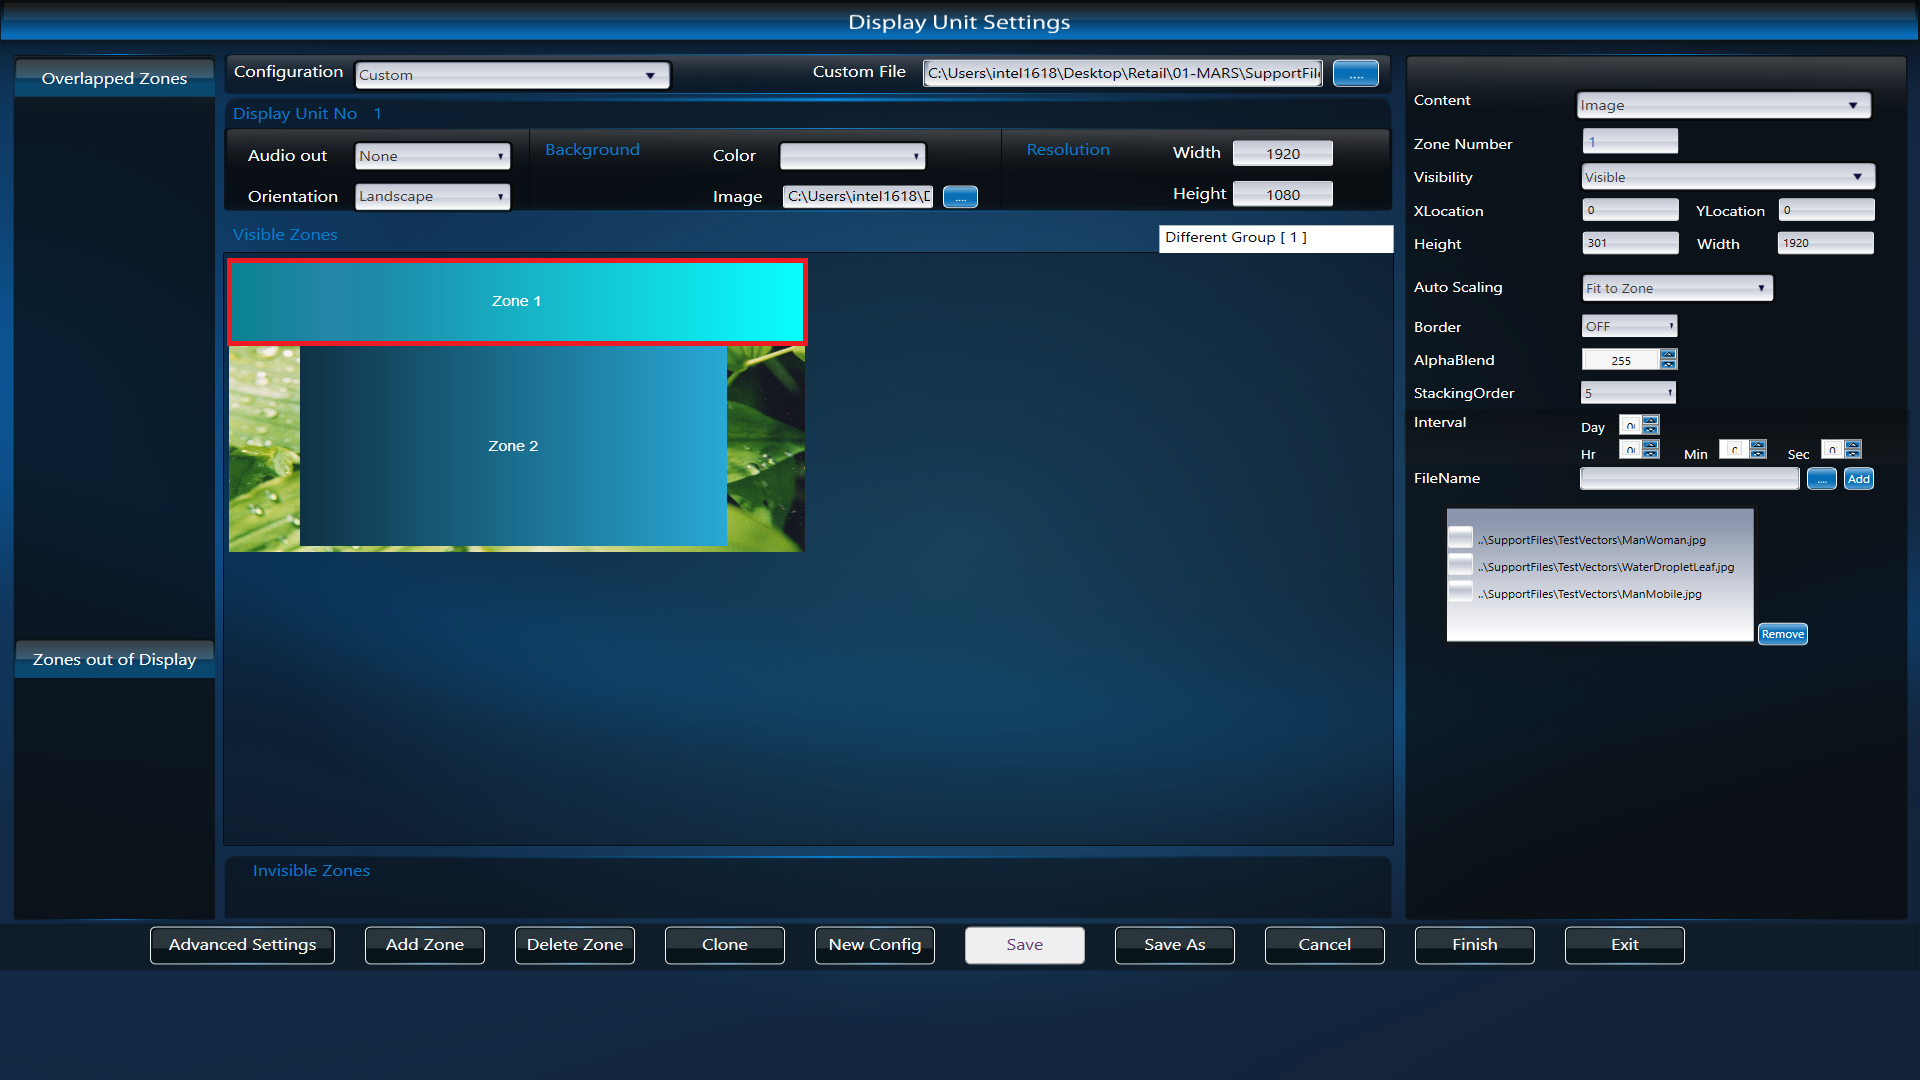 Display Unit Settings
Overlapped Zones
Configuration Custom Custom File C:\Users\intel1618\Desktop\Retail\01-MARS\SupportFil ....
Display Unit No 1
Audio out None Background Color Resolution Width 1920
Orientation Landscape Image C:\Users\intel1618\D .... Height 1080
Visible Zones Different Group [ 1 ]
Zone 1
Zone 2
Zones out of Display
Invisible Zones
Content Image
Zone Number 1
Visibility Visible
XLocation 0 YLocation 0
Height 301 Width 1920
Auto Scaling Fit to Zone
Border OFF
AlphaBlend 255
StackingOrder 5
Interval Day
Hr Min Sec
FileName .... Add
..\SupportFiles\TestVectors\ManWoman.jpg
..\SupportFiles\TestVectors\WaterDropletLeaf.jpg
..\SupportFiles\TestVectors\ManMobile.jpg
Remove
Advanced Settings Add Zone Delete Zone Clone New Config Save Save As Cancel Finish Exit